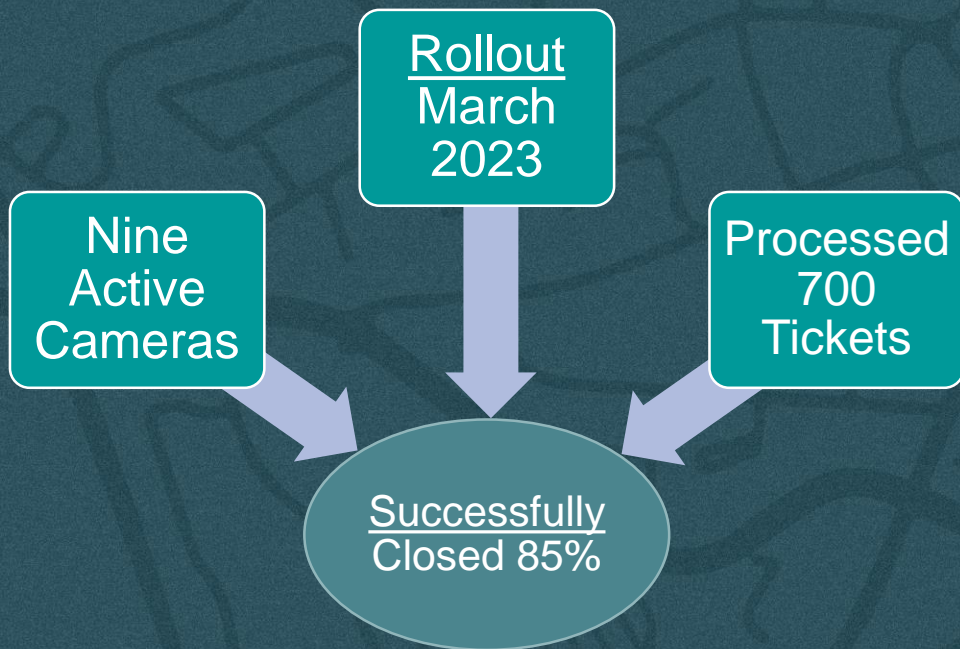 Rollout
March
2023
Nine
Active
Cameras
Processed
700
Tickets
Successfully
Closed 85%